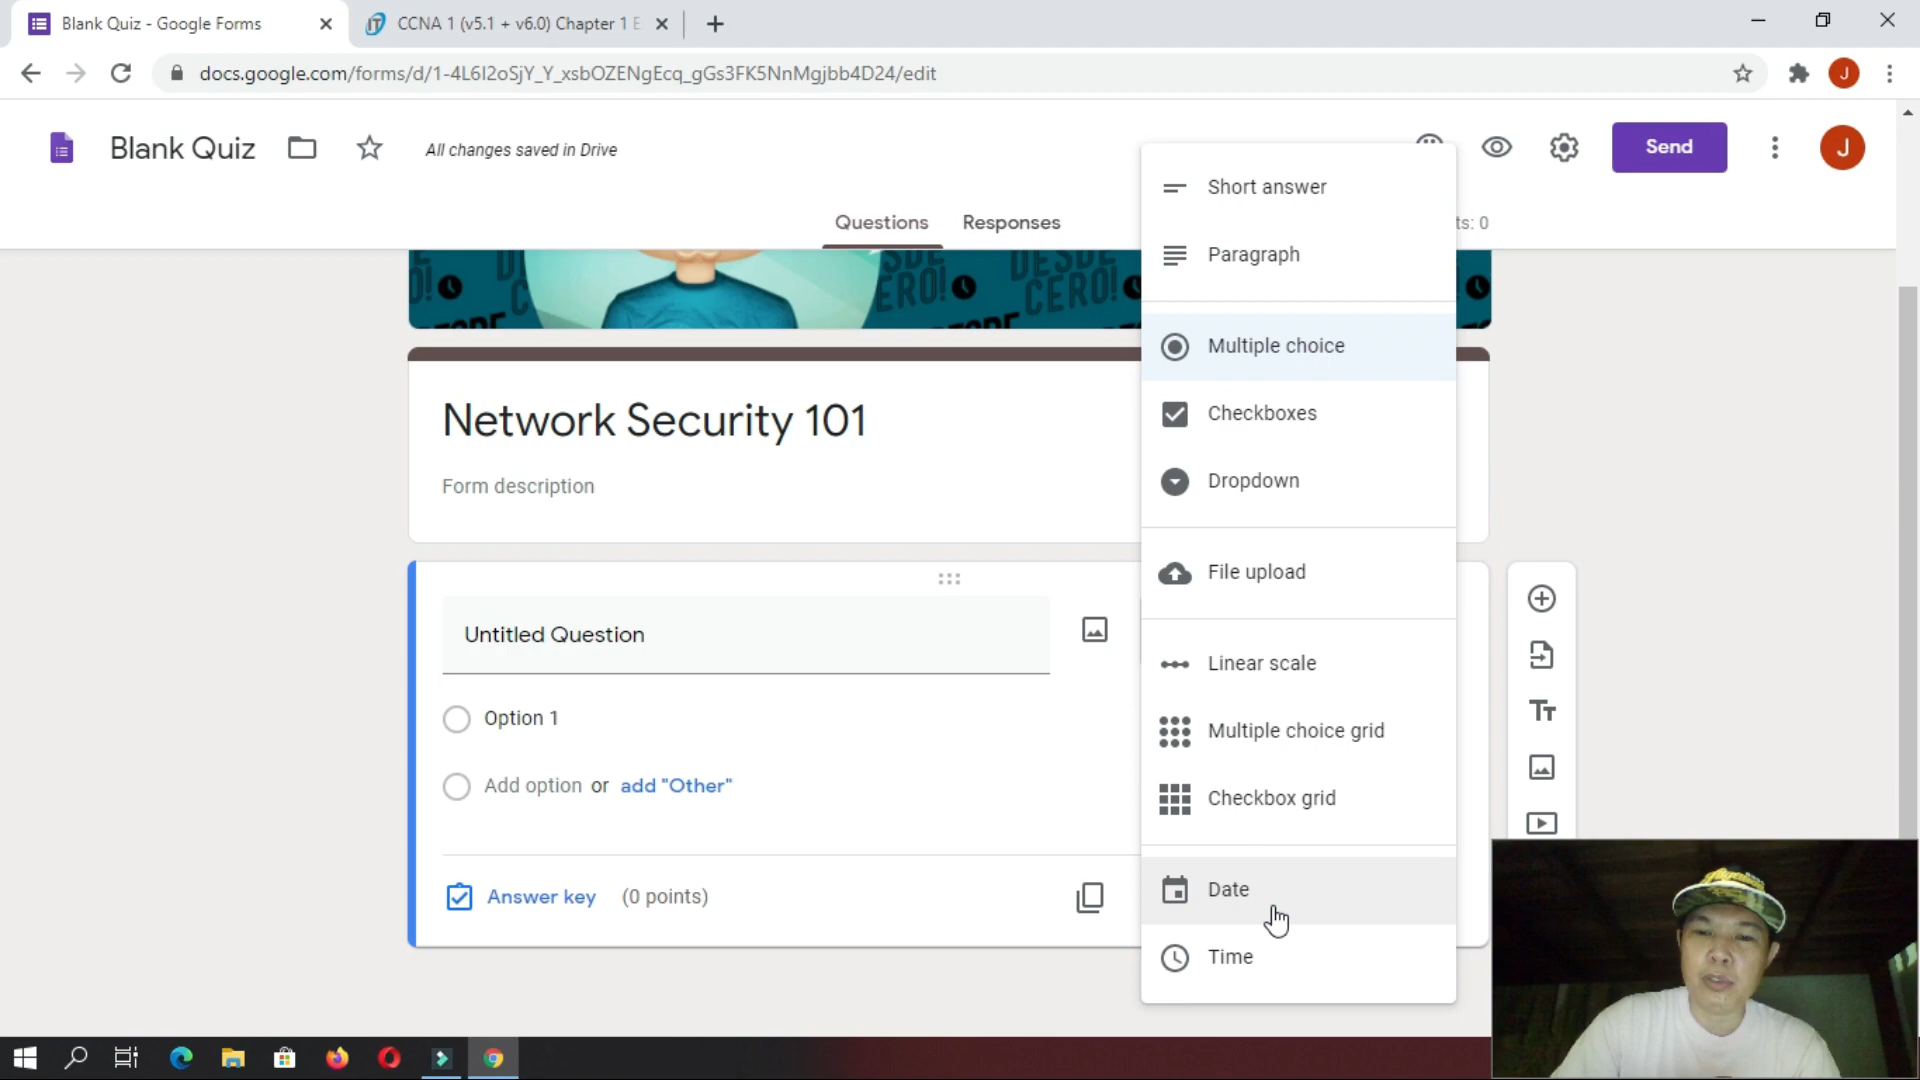 Blank Quiz - Google Forms
CCNA 1 (v5.1 + v6.0) Chapter 1 E
docs.google.com/forms/d/1-4L6I2oSjY_Y_xsbOZENgEcq_gGs3FK5NnMgjbb4D24/edit
J
Blank Quiz
All changes saved in Drive
Send
J
Questions
Responses
ts: 0
DESDE
CERO!
Network Security 101
Form description
Untitled Question
Option 1
Add option or add "Other"
Answer key (0 points)
Short answer
Paragraph
Multiple choice
Checkboxes
Dropdown
File upload
Linear scale
Multiple choice grid
Checkbox grid
Date
Time
Tt